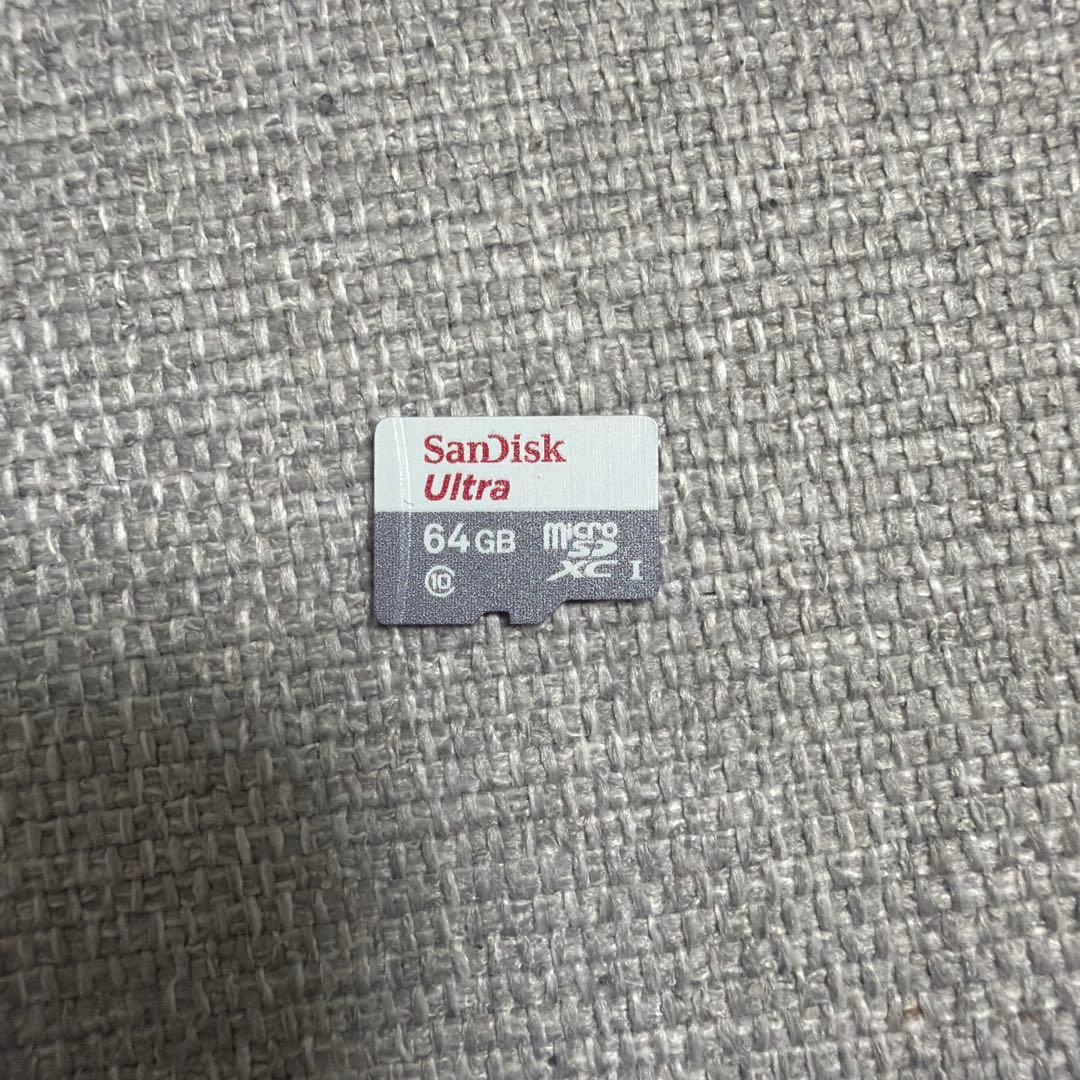 SanDisk
Ultra
64GB
micro
SD
XC I
10